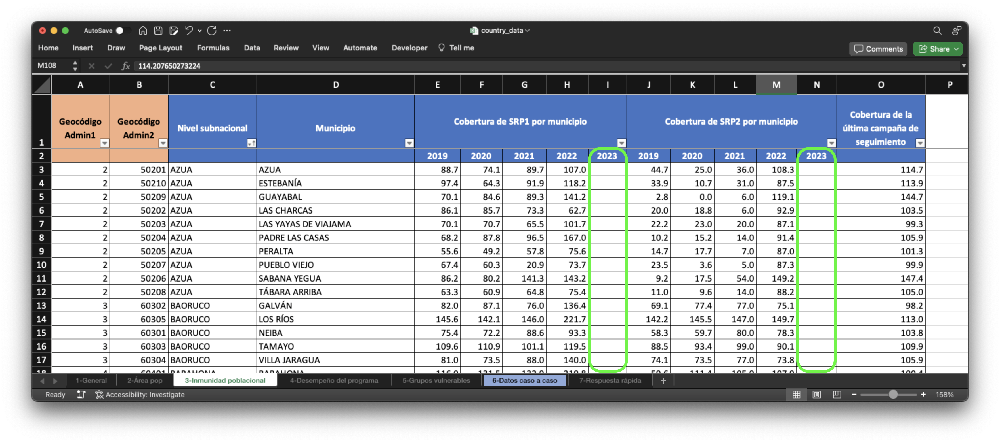 AutoSave country_data
Home Insert Draw Page Layout Formulas Data Review View Automate Developer Tell me Comments Share
M108 fx 114.207650273224
A B C D E F G H I J K L M N O P
1 Geocódigo Admin1 Geocódigo Admin2 Nivel subnacional Municipio Cobertura de SRP1 por municipio Cobertura de SRP2 por municipio Cobertura de la última campaña de seguimiento
2 2019 2020 2021 2022 2023 2019 2020 2021 2022 2023
3 2 50201 AZUA AZUA 88.7 74.1 89.7 107.0 44.7 25.0 36.0 108.3 114.7
4 2 50210 AZUA ESTEBANÍA 97.4 64.3 91.9 118.2 33.9 10.7 31.0 87.5 113.9
5 2 50209 AZUA GUAYABAL 70.1 84.6 89.3 141.2 2.8 0.0 6.0 119.1 144.7
6 2 50202 AZUA LAS CHARCAS 86.1 85.7 73.3 62.7 20.0 18.8 6.0 92.9 103.5
7 2 50203 AZUA LAS YAYAS DE VIAJAMA 70.1 70.7 65.5 101.7 22.2 23.0 20.0 87.1 99.3
8 2 50204 AZUA PADRE LAS CASAS 68.2 87.8 96.5 167.0 10.2 15.2 14.0 91.4 105.9
9 2 50205 AZUA PERALTA 55.6 49.2 57.8 75.6 14.7 17.7 7.0 87.0 101.3
10 2 50207 AZUA PUEBLO VIEJO 67.4 60.3 20.9 73.7 23.5 3.6 5.0 87.3 99.9
11 2 50206 AZUA SABANA YEGUA 86.2 80.2 141.3 143.2 9.2 17.5 54.0 149.2 147.4
12 2 50208 AZUA TÁBARA ARRIBA 63.3 60.9 64.8 75.4 11.0 9.6 14.0 88.2 105.0
13 3 60302 BAORUCO GALVÁN 82.0 87.1 76.0 136.4 69.1 77.4 77.0 75.1 98.2
14 3 60305 BAORUCO LOS RÍOS 145.6 142.1 146.0 221.7 142.2 145.5 147.0 149.7 113.0
15 3 60301 BAORUCO NEIBA 75.4 72.2 88.6 93.3 58.3 59.7 80.0 78.3 103.8
16 3 60303 BAORUCO TAMAYO 109.6 110.9 101.1 119.5 88.5 93.4 99.0 90.1 109.9
17 3 60304 BAORUCO VILLA JARAGUA 81.0 73.5 88.0 140.0 74.1 73.5 77.0 73.8 105.9
1-General 2-Área pop 3-Inmunidad poblacional 4-Desempeño del programa 5-Grupos vulnerables 6-Datos caso a caso 7-Respuesta rápida
Ready Accessibility: Investigate 158%